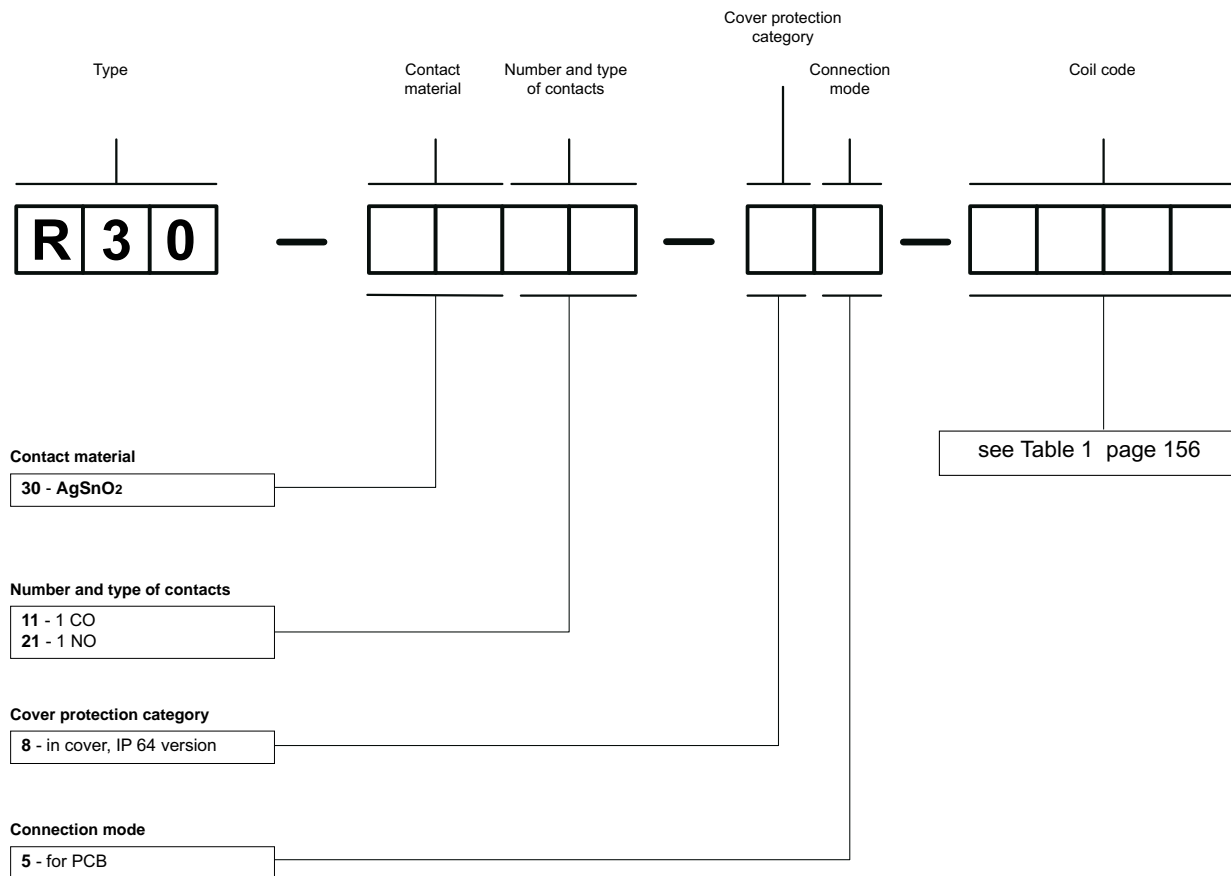 Cover protection
category
Type
Contact
material
Number and type
of contacts
Connection
mode
Coil code
R 3 0 — — —
see Table 1 page 156
Contact material
30 - AgSnO2
Number and type of contacts
11 - 1 CO
21 - 1 NO
Cover protection category
8 - in cover, IP 64 version
Connection mode
5 - for PCB